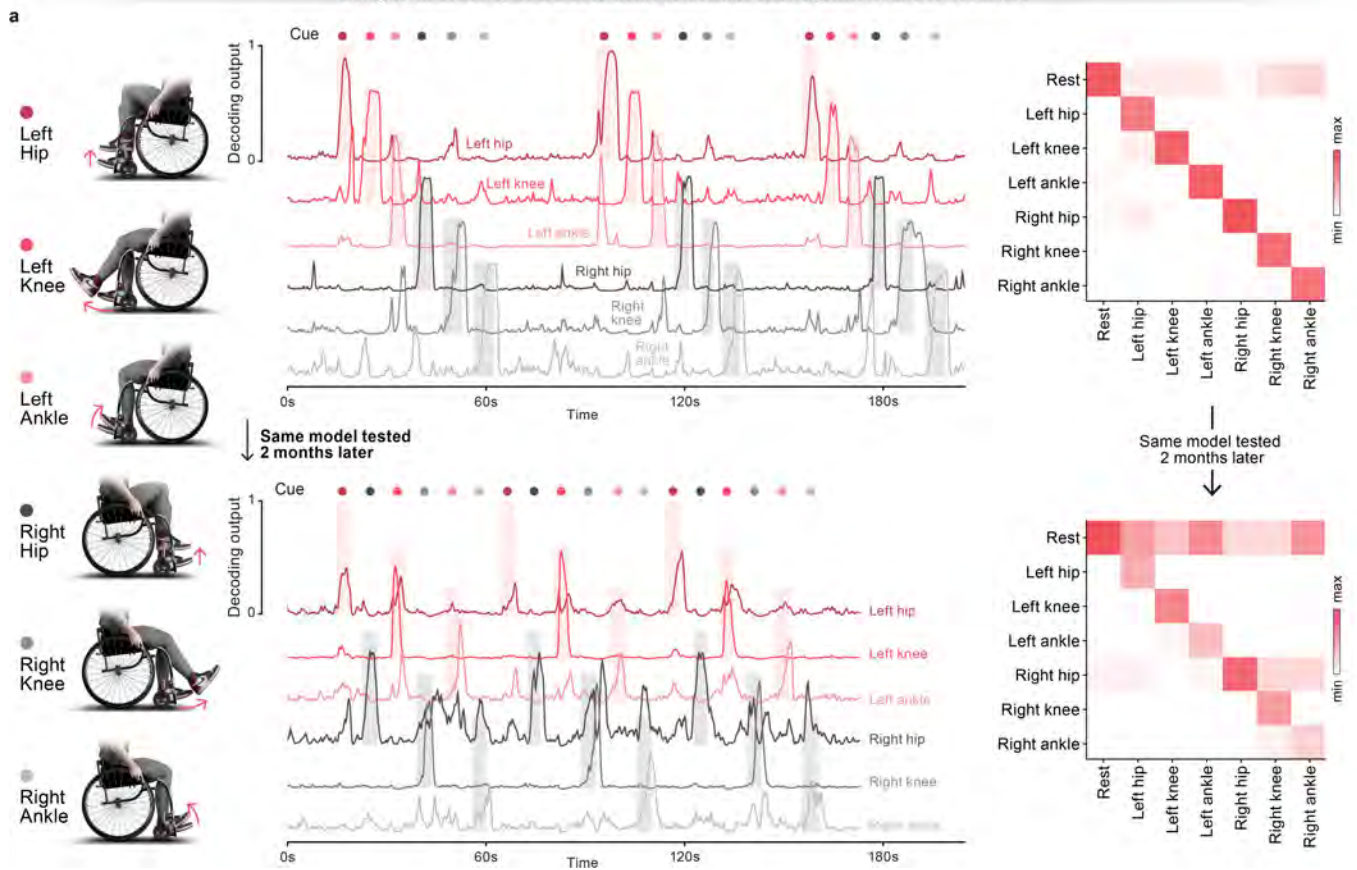 a
Left
Hip
Left
Knee
Left
Ankle
Right
Hip
Right
Knee
Right
Ankle
Cue
1
0
Decoding output
Left hip
Left knee
Left ankle
Right hip
Right
knee
Right
ankle
0s
60s
120s
180s
Time
Same model tested
2 months later
Cue
1
0
Decoding output
Left hip
Left knee
Left ankle
Right hip
Right knee
Right ankle
0s
60s
120s
180s
Time
Rest
Left hip
Left knee
Left ankle
Right hip
Right knee
Right ankle
Rest
Left hip
Left knee
Left ankle
Right hip
Right knee
Right ankle
min
max
Same model tested
2 months later
Rest
Left hip
Left knee
Left ankle
Right hip
Right knee
Right ankle
Rest
Left hip
Left knee
Left ankle
Right hip
Right knee
Right ankle
min
max